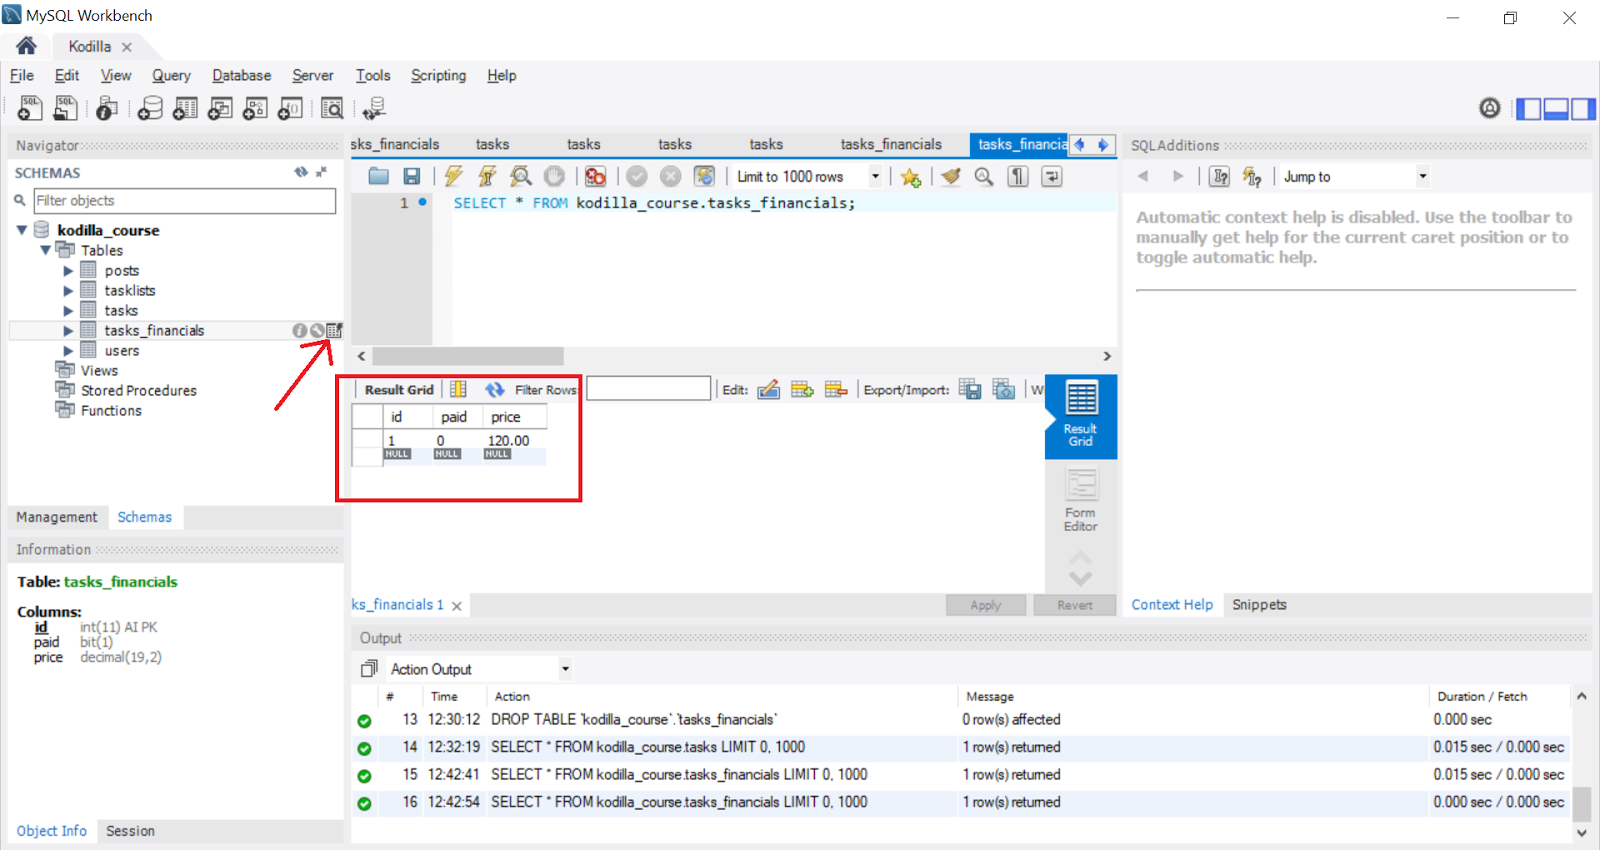 MySQL Workbench
Kodilla
File Edit View Query Database Server Tools Scripting Help
Navigator
SCHEMAS
Filter objects
kodilla_course
Tables
posts
tasklists
tasks
tasks_financials
users
Views
Stored Procedures
Functions
Management Schemas
Information
Table: tasks_financials
Columns:
id int(11) AI PK
paid bit(1)
price decimal(19,2)
Object Info Session
sks_financials tasks tasks tasks tasks tasks_financials tasks_financia
Limit to 1000 rows
1 SELECT * FROM kodilla_course.tasks_financials;
Result Grid Filter Rows: Edit: Export/Import: W
id paid price
1 0 120.00
NULL NULL NULL
Result
Grid
Form
Editor
ks_financials 1 Apply Revert
SQLAdditions
Jump to
Automatic context help is disabled. Use the toolbar to
manually get help for the current caret position or to
toggle automatic help.
Context Help Snippets
Output
Action Output
# Time Action Message Duration / Fetch
13 12:30:12 DROP TABLE `kodilla_course`.`tasks_financials` 0 row(s) affected 0.000 sec
14 12:32:19 SELECT * FROM kodilla_course.tasks LIMIT 0, 1000 1 row(s) returned 0.015 sec / 0.000 sec
15 12:42:41 SELECT * FROM kodilla_course.tasks_financials LIMIT 0, 1000 1 row(s) returned 0.015 sec / 0.000 sec
16 12:42:54 SELECT * FROM kodilla_course.tasks_financials LIMIT 0, 1000 1 row(s) returned 0.000 sec / 0.000 sec